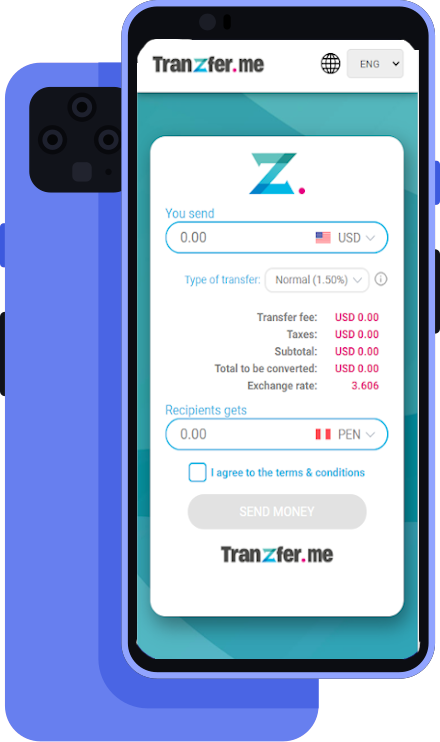 Tranzfer.me
ENG
Z.
You send
0.00 USD
Type of transfer: Normal (1.50%)
Transfer fee: USD 0.00
Taxes: USD 0.00
Subtotal: USD 0.00
Total to be converted: USD 0.00
Exchange rate: 3.606
Recipients gets
0.00 PEN
I agree to the terms & conditions
SEND MONEY
Tranzfer.me